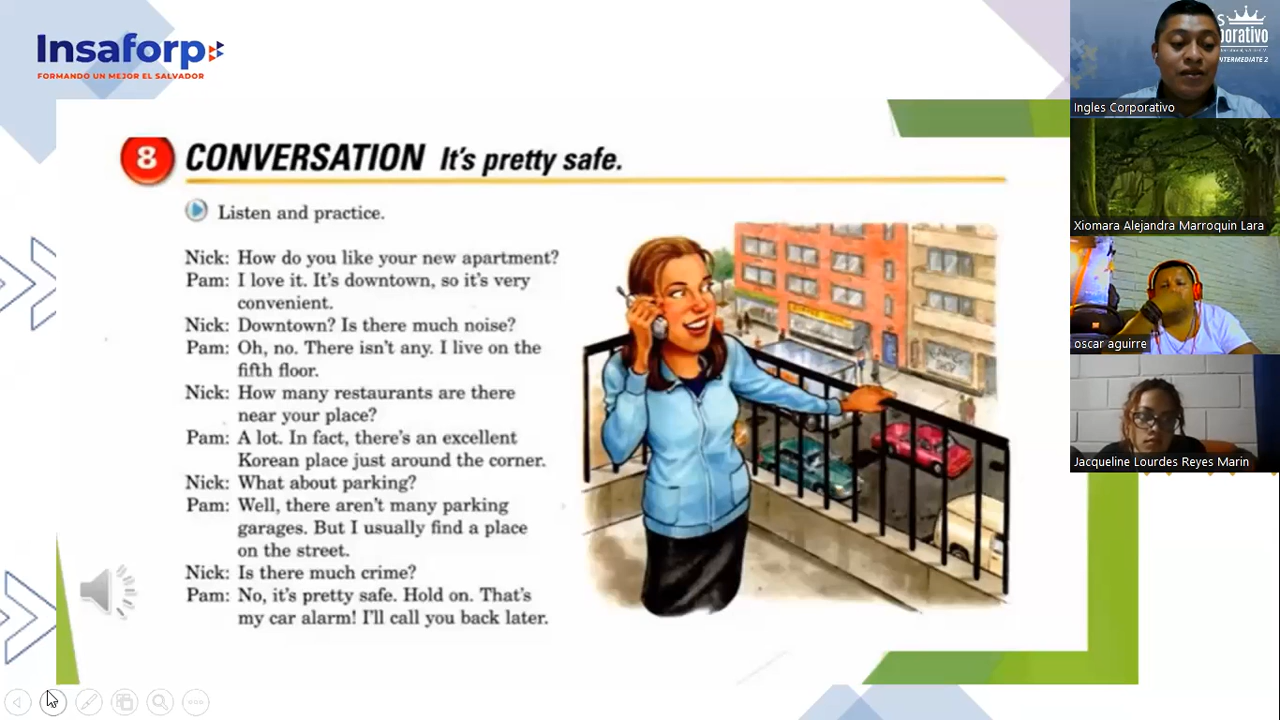 Insaforp
FORMANDO UN MEJOR EL SALVADOR
8 CONVERSATION It's pretty safe.
Listen and practice.
Nick: How do you like your new apartment?
Pam: I love it. It's downtown, so it's very
convenient.
Nick: Downtown? Is there much noise?
Pam: Oh, no. There isn't any. I live on the
fifth floor.
Nick: How many restaurants are there
near your place?
Pam: A lot. In fact, there's an excellent
Korean place just around the corner.
Nick: What about parking?
Pam: Well, there aren't many parking
garages. But I usually find a place
on the street.
Nick: Is there much crime?
Pam: No, it's pretty safe. Hold on. That's
my car alarm! I'll call you back later.
NTERMEDIATE 2
Ingles Corporativo
Xiomara Alejandra Marroquin Lara
oscar aguirre
Jacqueline Lourdes Reyes Marin